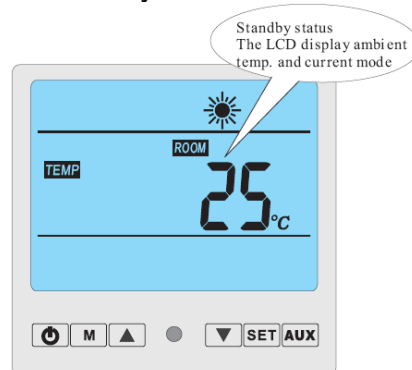 Standby status
The LCD display ambient
temp. and current mode
ROOM
TEMP
25°C
M SET AUX